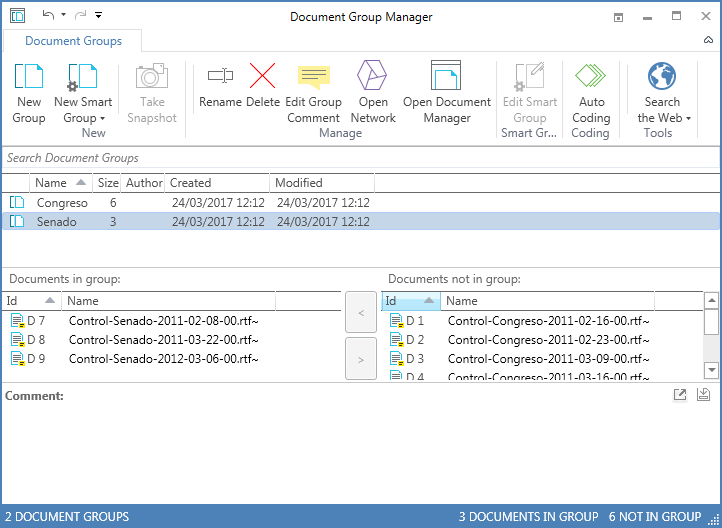 Document Group Manager
Document Groups
New Group
New Smart Group
Take Snapshot
Rename
Delete
Edit Group Comment
Open Network
Open Document Manager
Edit Smart Group
Auto Coding
Search the Web
New
Manage
Smart Gr...
Coding
Tools
Search Document Groups
Name Size Author Created Modified
Congreso 6 24/03/2017 12:12 24/03/2017 12:12
Senado 3 24/03/2017 12:12 24/03/2017 12:12
Documents in group:
Id Name
D 7 Control-Senado-2011-02-08-00.rtf~
D 8 Control-Senado-2011-03-22-00.rtf~
D 9 Control-Senado-2012-03-06-00.rtf~
<
>
Documents not in group:
Id Name
D 1 Control-Congreso-2011-02-16-00.rtf~
D 2 Control-Congreso-2011-02-23-00.rtf~
D 3 Control-Congreso-2011-03-09-00.rtf~
D 4 Control-Congreso-2011-03-16-00.rtf~
Comment:
2 DOCUMENT GROUPS
3 DOCUMENTS IN GROUP 6 NOT IN GROUP